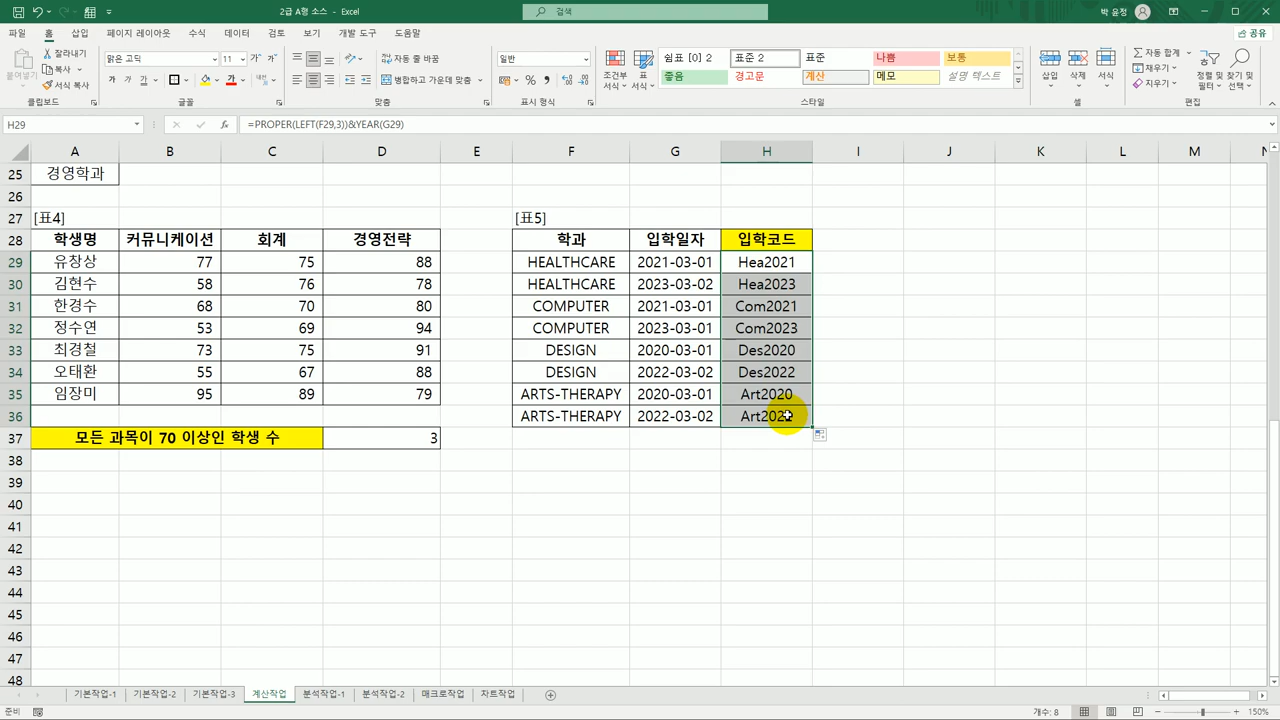 2급 A형 소스 - Excel
검색
박 윤정
파일 홈 삽입 페이지 레이아웃 수식 데이터 검토 보기 개발 도구 도움말
공유
붙여넣기
잘라내기
복사
서식 복사
클립보드
맑은 고딕 11
가 가 가
글꼴
자동 줄 바꿈
병합하고 가운데 맞춤
맞춤
일반
표시 형식
조건부 서식
표 서식
쉼표 [0] 2 표준 2 표준 나쁨 보통
좋음 경고문 계산 메모 설명 텍스트
스타일
삽입 삭제 서식
셀
자동 합계
채우기
지우기
정렬 및 필터
찾기 및 선택
편집
H29 fx =PROPER(LEFT(F29,3))&YEAR(G29)
A B C D E F G H I J K L M N
25 경영학과
26
27 [표4] [표5]
28 학생명 커뮤니케이션 회계 경영전략 학과 입학일자 입학코드
29 유창상 77 75 88 HEALTHCARE 2021-03-01 Hea2021
30 김현수 58 76 78 HEALTHCARE 2023-03-02 Hea2023
31 한경수 68 70 80 COMPUTER 2021-03-01 Com2021
32 정수연 53 69 94 COMPUTER 2023-03-01 Com2023
33 최경철 73 75 91 DESIGN 2020-03-01 Des2020
34 오태환 55 67 88 DESIGN 2022-03-02 Des2022
35 임장미 95 89 79 ARTS-THERAPY 2020-03-01 Art2020
36 ARTS-THERAPY 2022-03-02 Art2022
37 모든 과목이 70 이상인 학생 수 3
38
39
40
41
42
43
44
45
46
47
48
기본작업-1 기본작업-2 기본작업-3 계산작업 분석작업-1 분석작업-2 매크로작업 차트작업
준비 개수: 8 150%